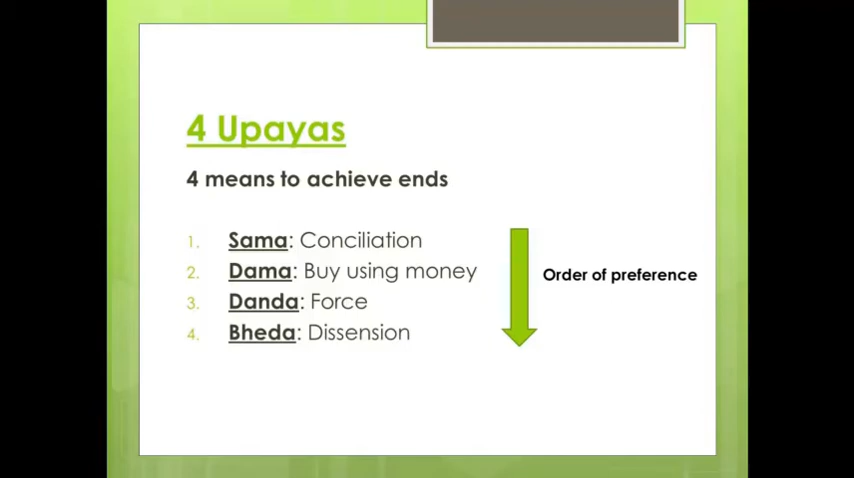 4 Upayas
4 means to achieve ends
1. Sama: Conciliation
2. Dama: Buy using money
3. Danda: Force
4. Bheda: Dissension
Order of preference